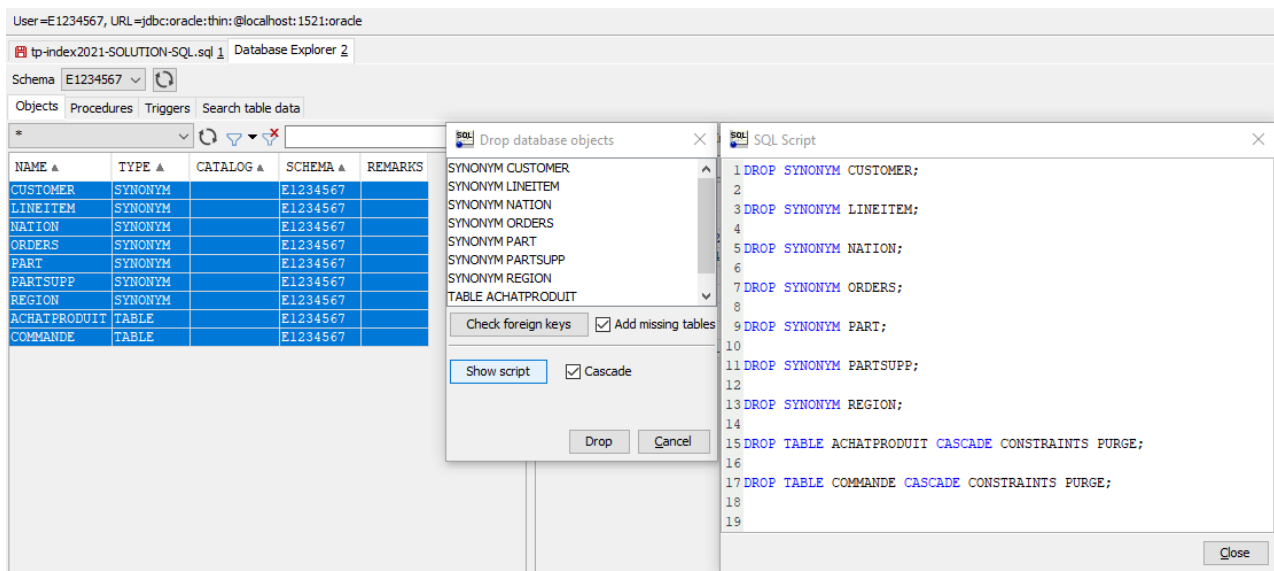 User=E1234567, URL=jdbc:oracle:thin:@localhost:1521:oracle
tp-index2021-SOLUTION-SQL.sql 1 Database Explorer 2
Schema E1234567
Objects Procedures Triggers Search table data
*
NAME TYPE CATALOG SCHEMA REMARKS
CUSTOMER SYNONYM E1234567
LINEITEM SYNONYM E1234567
NATION SYNONYM E1234567
ORDERS SYNONYM E1234567
PART SYNONYM E1234567
PARTSUPP SYNONYM E1234567
REGION SYNONYM E1234567
ACHATPRODUIT TABLE E1234567
COMMANDE TABLE E1234567
SQL Drop database objects
SYNONYM CUSTOMER
SYNONYM LINEITEM
SYNONYM NATION
SYNONYM ORDERS
SYNONYM PART
SYNONYM PARTSUPP
SYNONYM REGION
TABLE ACHATPRODUIT
Check foreign keys Add missing tables
Show script Cascade
Drop Cancel
SQL SQL Script
1 DROP SYNONYM CUSTOMER;
2
3 DROP SYNONYM LINEITEM;
4
5 DROP SYNONYM NATION;
6
7 DROP SYNONYM ORDERS;
8
9 DROP SYNONYM PART;
10
11 DROP SYNONYM PARTSUPP;
12
13 DROP SYNONYM REGION;
14
15 DROP TABLE ACHATPRODUIT CASCADE CONSTRAINTS PURGE;
16
17 DROP TABLE COMMANDE CASCADE CONSTRAINTS PURGE;
18
19
Close